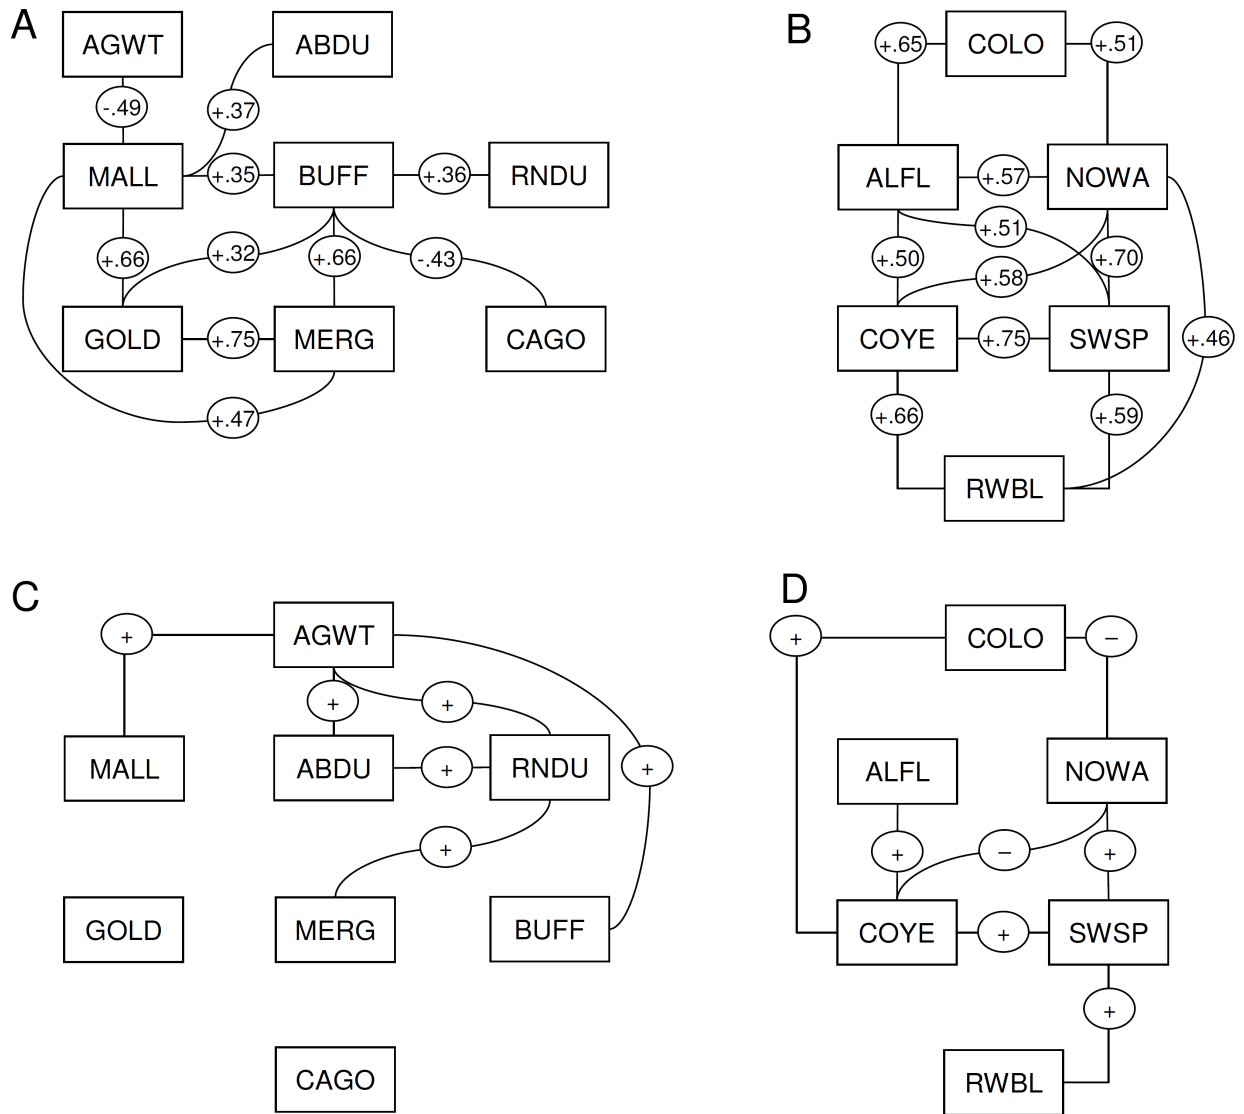 A
AGWT
ABDU
-.49
+.37
MALL
+.35
BUFF
+.36
RNDU
+.66
+.32
+.66
-.43
GOLD
+.75
MERG
CAGO
+.47
B
+.65
COLO
+.51
ALFL
+.57
NOWA
+.51
+.50
+.58
+.70
COYE
+.75
SWSP
+.46
+.66
+.59
RWBL
C
+
AGWT
+
+
MALL
ABDU
+
RNDU
+
+
GOLD
MERG
BUFF
CAGO
D
+
COLO
–
ALFL
NOWA
+
–
+
COYE
+
SWSP
+
RWBL